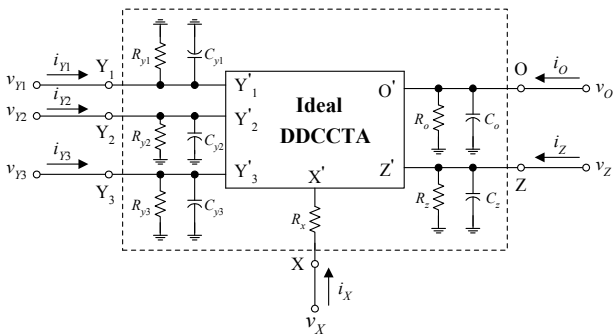 R_{y1} C_{y1}
i_{Y1} Y_1
v_{Y1} Y'_1
i_{Y2}
v_{Y2} Y_2 Y'_2
R_{y2} C_{y2}
i_{Y3}
v_{Y3} Y_3 Y'_3
R_{y3} C_{y3}
Ideal
DDCCTA
O' O i_O
v_O
R_o C_o
Z' i_Z
Z v_Z
R_z C_z
X'
R_x
X
i_X
v_X